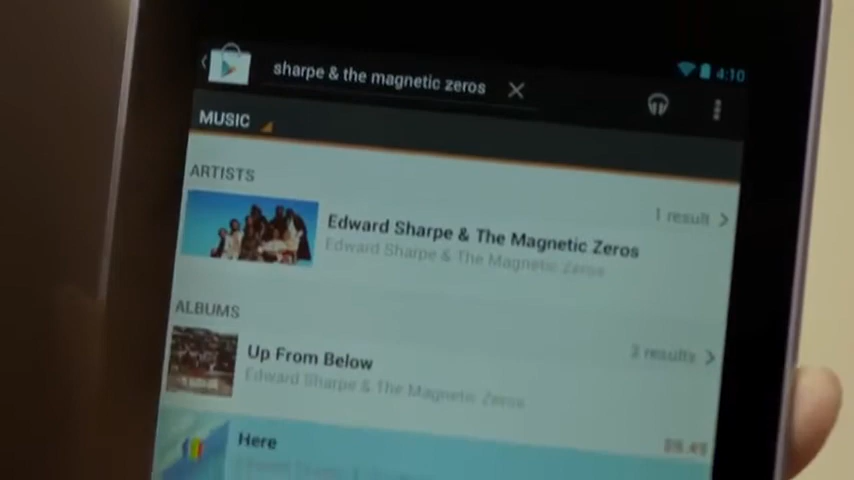 sharpe & the magnetic zeros
4:10
MUSIC
ARTISTS
1 result
Edward Sharpe & The Magnetic Zeros
Edward Sharpe & The Magnetic Zeros
ALBUMS
results
Up From Below
Edward Sharpe & The Magnetic Zeros
Here